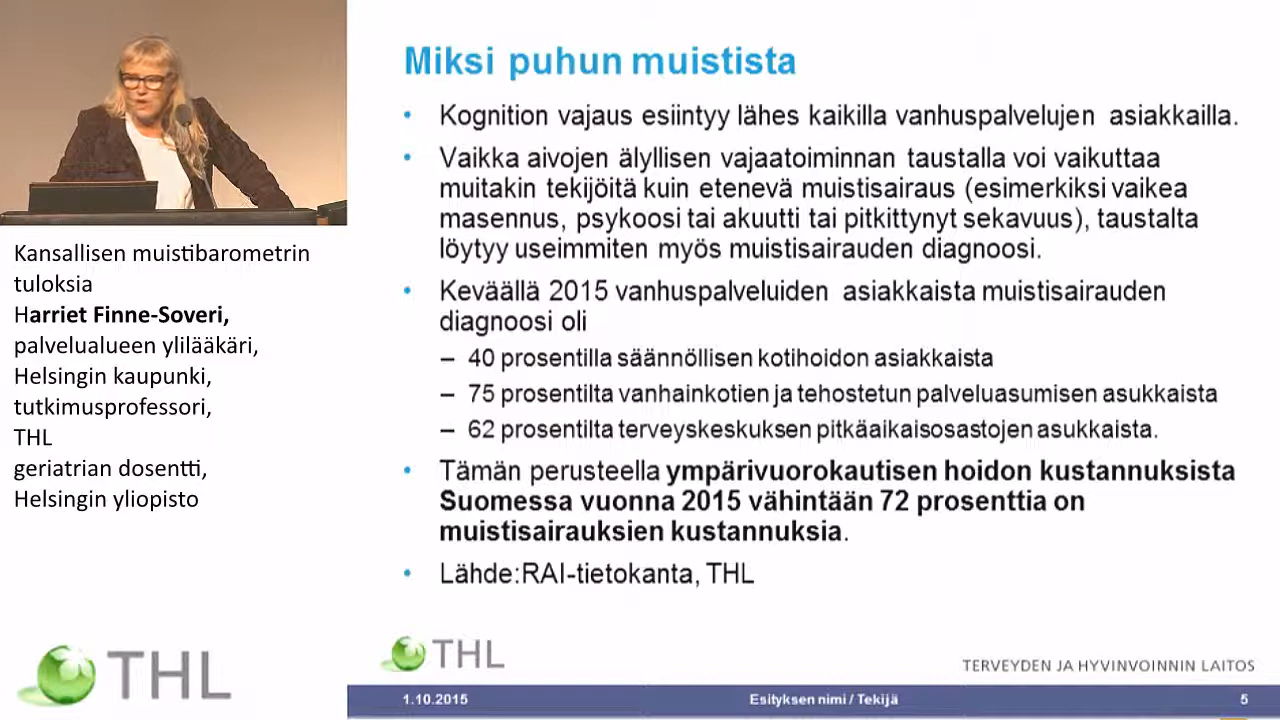 Kansallisen muistibarometrin
tuloksia
Harriet Finne-Soveri,
palvelualueen ylilääkäri,
Helsingin kaupunki,
tutkimusprofessori,
THL
geriatrian dosentti,
Helsingin yliopisto
THL
Miksi puhun muistista
• Kognition vajaus esiintyy lähes kaikilla vanhuspalvelujen asiakkailla.
• Vaikka aivojen älyllisen vajaatoiminnan taustalla voi vaikuttaa
muitakin tekijöitä kuin etenevä muistisairaus (esimerkiksi vaikea
masennus, psykoosi tai akuutti tai pitkittynyt sekavuus), taustalta
löytyy useimmiten myös muistisairauden diagnoosi.
• Keväällä 2015 vanhuspalveluiden asiakkaista muistisairauden
diagnoosi oli
– 40 prosentilla säännöllisen kotihoidon asiakkaista
– 75 prosentilta vanhainkotien ja tehostetun palveluasumisen asukkaista
– 62 prosentilta terveyskeskuksen pitkäaikaisosastojen asukkaista.
• Tämän perusteella ympärivuorokautisen hoidon kustannuksista
Suomessa vuonna 2015 vähintään 72 prosenttia on
muistisairauksien kustannuksia.
• Lähde:RAI-tietokanta, THL
THL
TERVEYDEN JA HYVINVOINNIN LAITOS
1.10.2015 Esityksen nimi / Tekijä 5